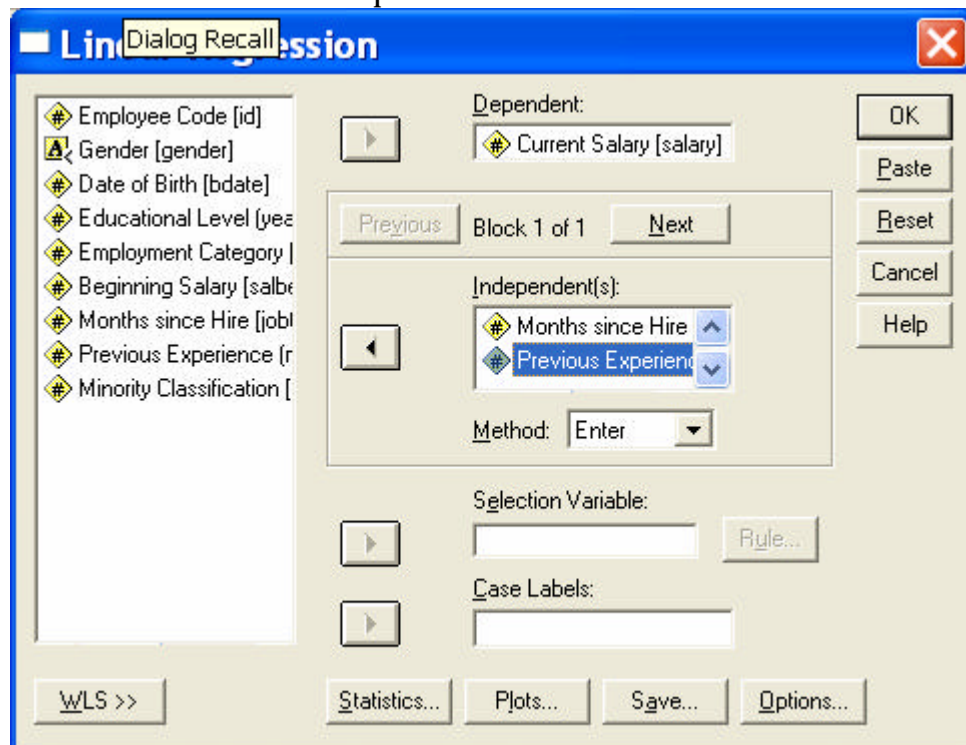 Dialog Recall
Linear Regression
Employee Code [id]
Gender [gender]
Date of Birth [bdate]
Educational Level (yea
Employment Category [
Beginning Salary [salbe
Months since Hire [jobt
Previous Experience (r
Minority Classification [
Dependent:
Current Salary [salary]
Previous
Block 1 of 1
Next
Independent(s):
Months since Hire
Previous Experienc
Method:
Enter
Selection Variable:
Rule...
Case Labels:
OK
Paste
Reset
Cancel
Help
WLS >>
Statistics...
Plots...
Save...
Options...